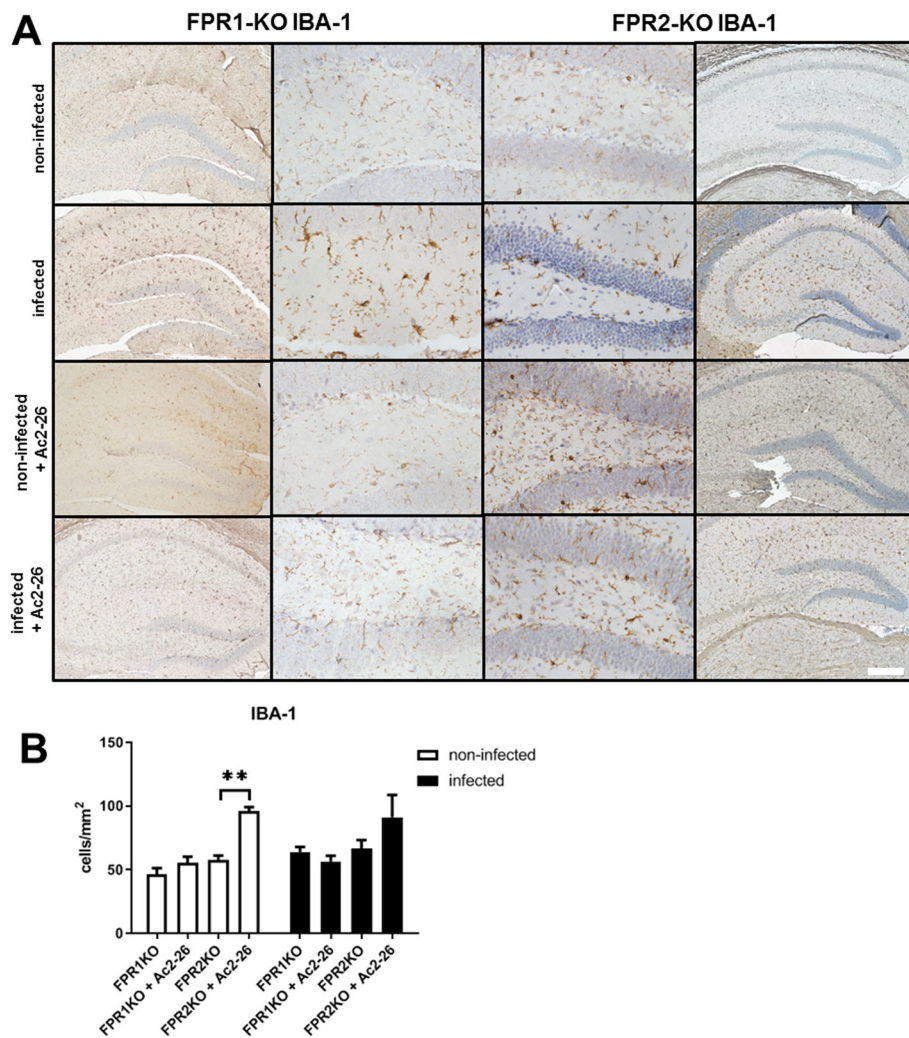 A
FPR1-KO IBA-1
FPR2-KO IBA-1
non-infected
infected
non-infected
+ Ac2-26
infected
+ Ac2-26
B
IBA-1
cells/mm²
150
100
50
0
**
non-infected
infected
FPR1KO
FPR1KO + Ac2-26
FPR2KO
FPR2KO + Ac2-26
FPR1KO
FPR1KO + Ac2-26
FPR2KO
FPR2KO + Ac2-26